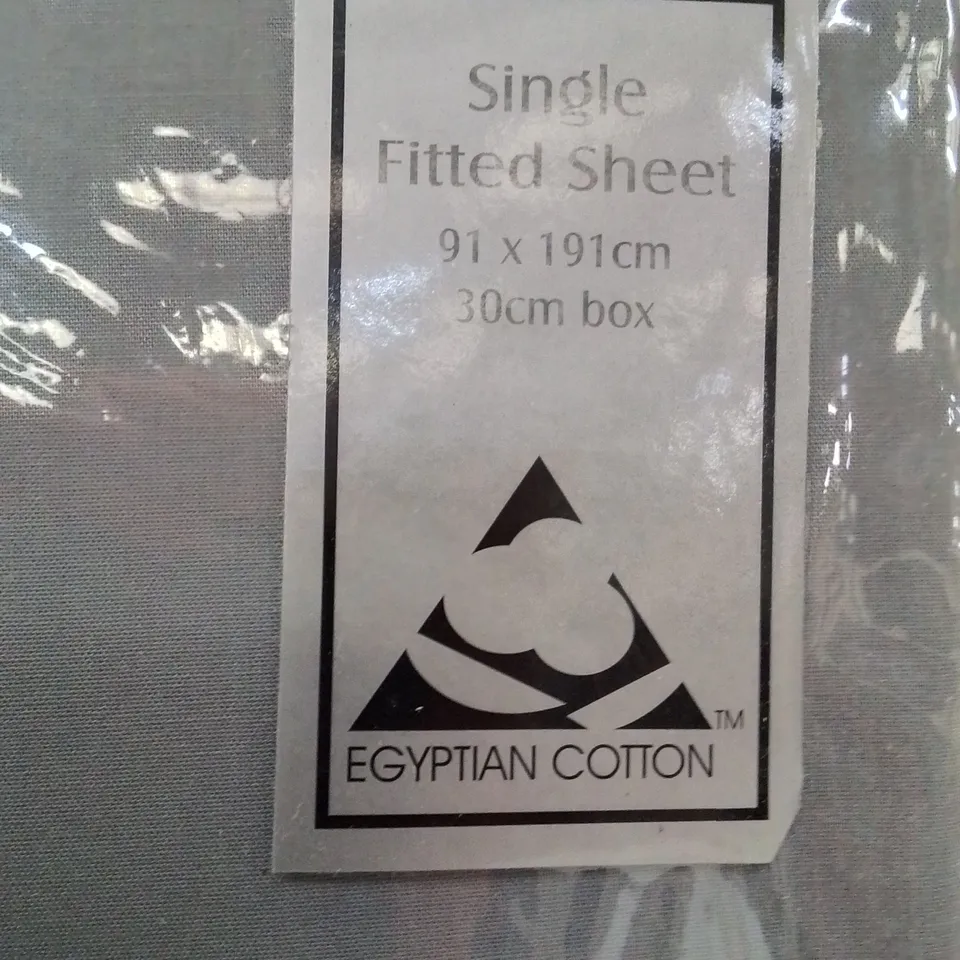 Single
Fitted Sheet
91 x 191cm
30cm box
TM
EGYPTIAN COTTON